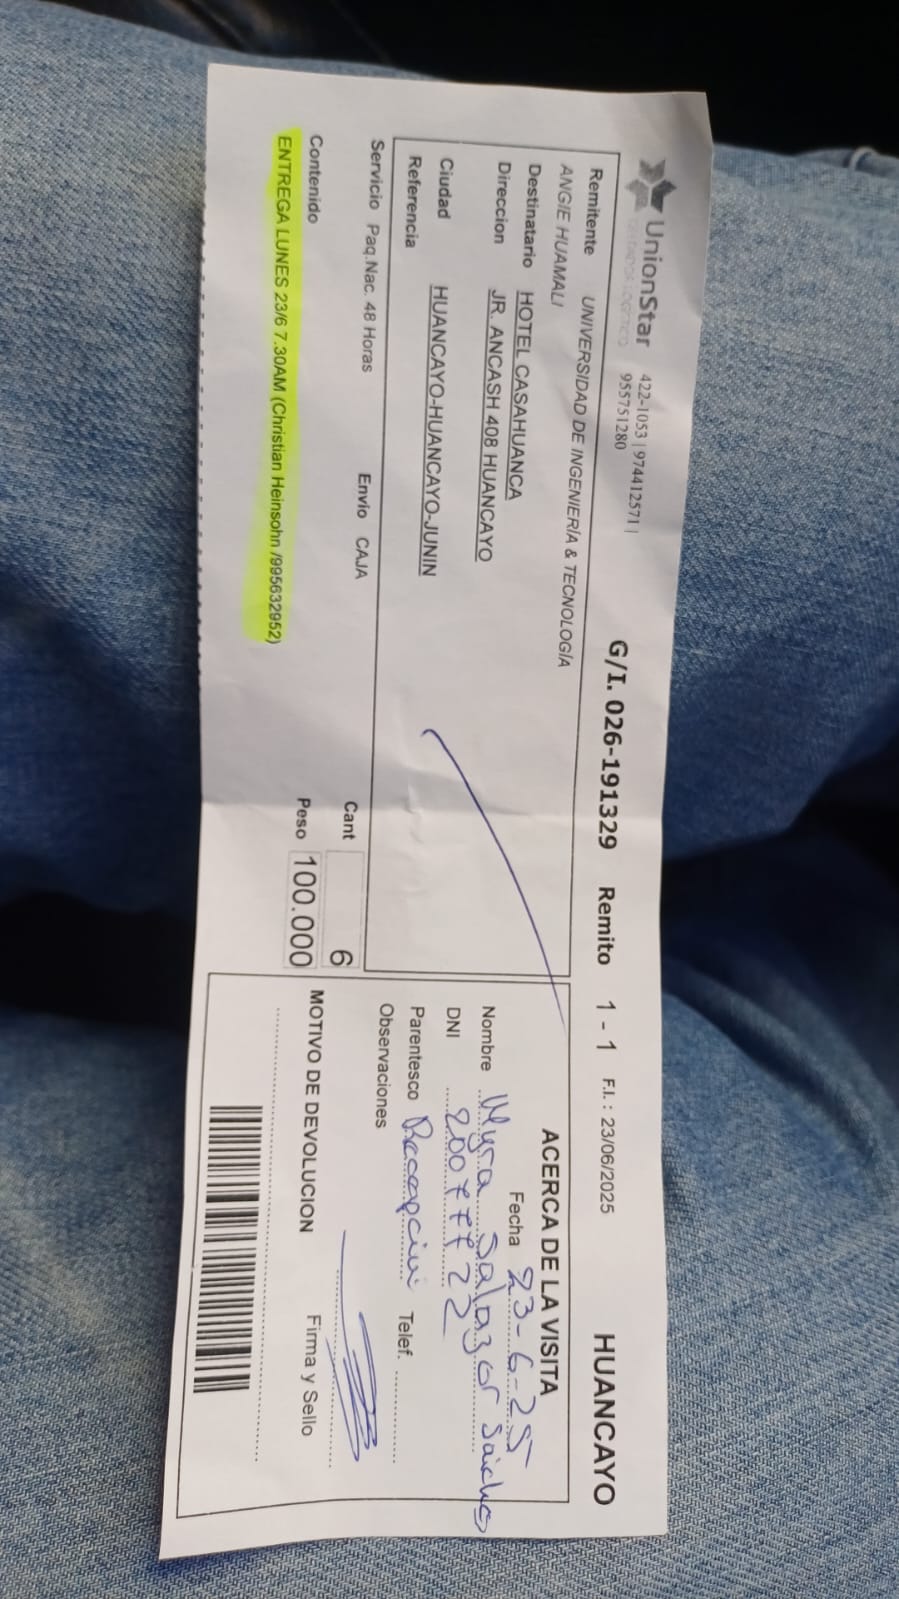 UnionStar
422-1053 | 974412571 |
955751280
G/I. 026-191329 Remito 1 - 1 F.I. : 23/06/2025 HUANCAYO
Remitente UNIVERSIDAD DE INGENIERÍA & TECNOLOGÍA
ANGIE HUAMALI
Destinatario HOTEL CASAHUANCA
Direccion JR. ANCASH 408 HUANCAYO
Ciudad HUANCAYO-HUANCAYO-JUNIN
Referencia
Servicio Paq.Nac. 48 Horas Envío CAJA
Cant 6
Contenido
Peso 100.000
ENTREGA LUNES 23/6 7.30AM (Christian Heinsohn /995632952)
ACERCA DE LA VISITA
Fecha 23-6-25
Nombre Salazar
DNI 20077722
Parentesco Telef.
Observaciones
MOTIVO DE DEVOLUCION Firma y Sello